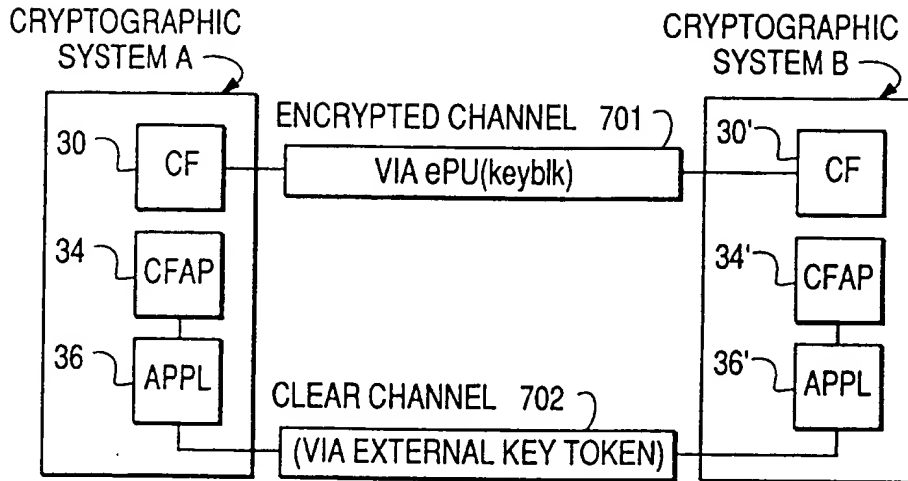 CRYPTOGRAPHIC
SYSTEM A
CRYPTOGRAPHIC
SYSTEM B
ENCRYPTED CHANNEL 701
30
CF
VIA ePU(keyblk)
30'
CF
34
CFAP
34'
CFAP
36
APPL
36'
APPL
CLEAR CHANNEL 702
(VIA EXTERNAL KEY TOKEN)